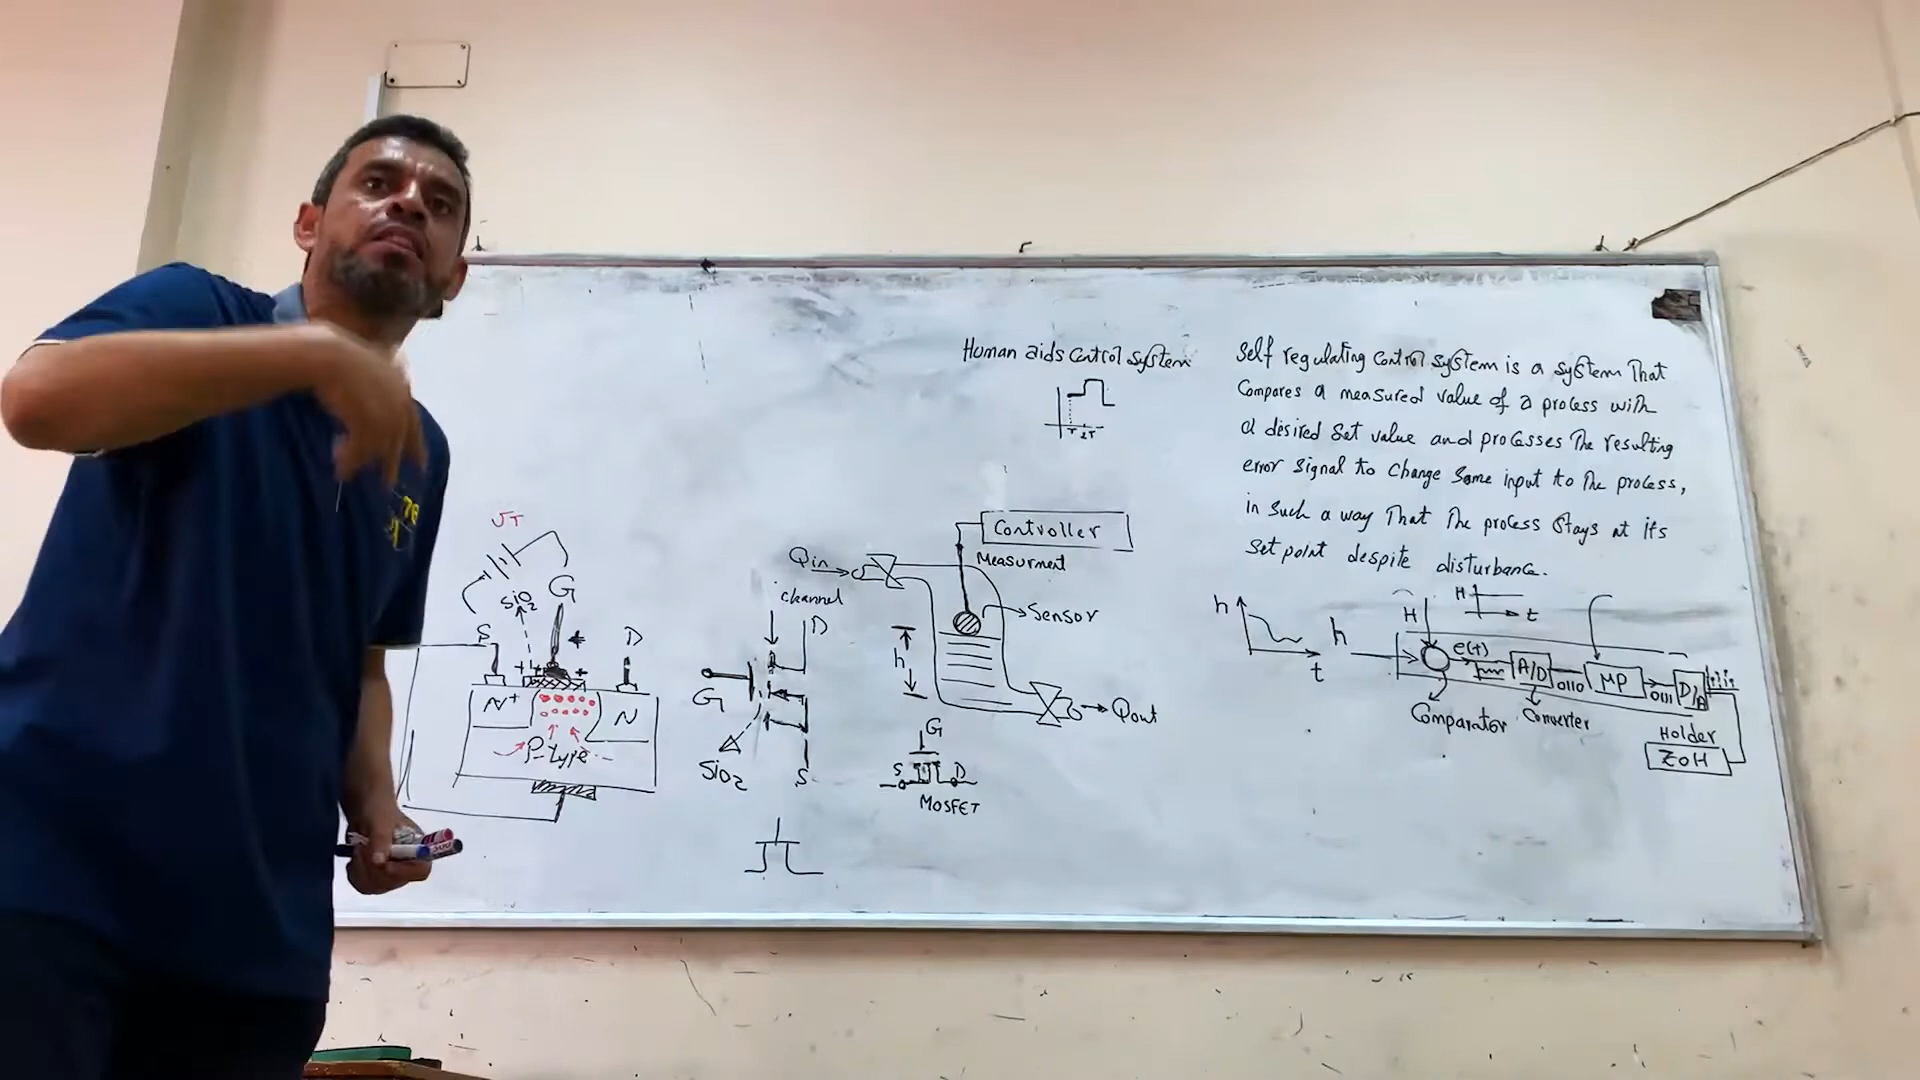 Human aids control system
T 2T
Self regulating control system is a system That
Compares a measured value of a process with
a desired set value and processes The resulting
error signal to change some input to The process,
in such a way That The process stays at its
set point despite disturbance.
SiO2
G
S
D
N+
N
P-type
channel
D
G
SiO2
S
Qin
Controller
Measurment
Sensor
h
Qout
G
S
D
MOSFET
h
t
h
H
H
t
e(t)
A/D
0110
MP
0111
D/A
Comparator
Converter
Holder
ZOH